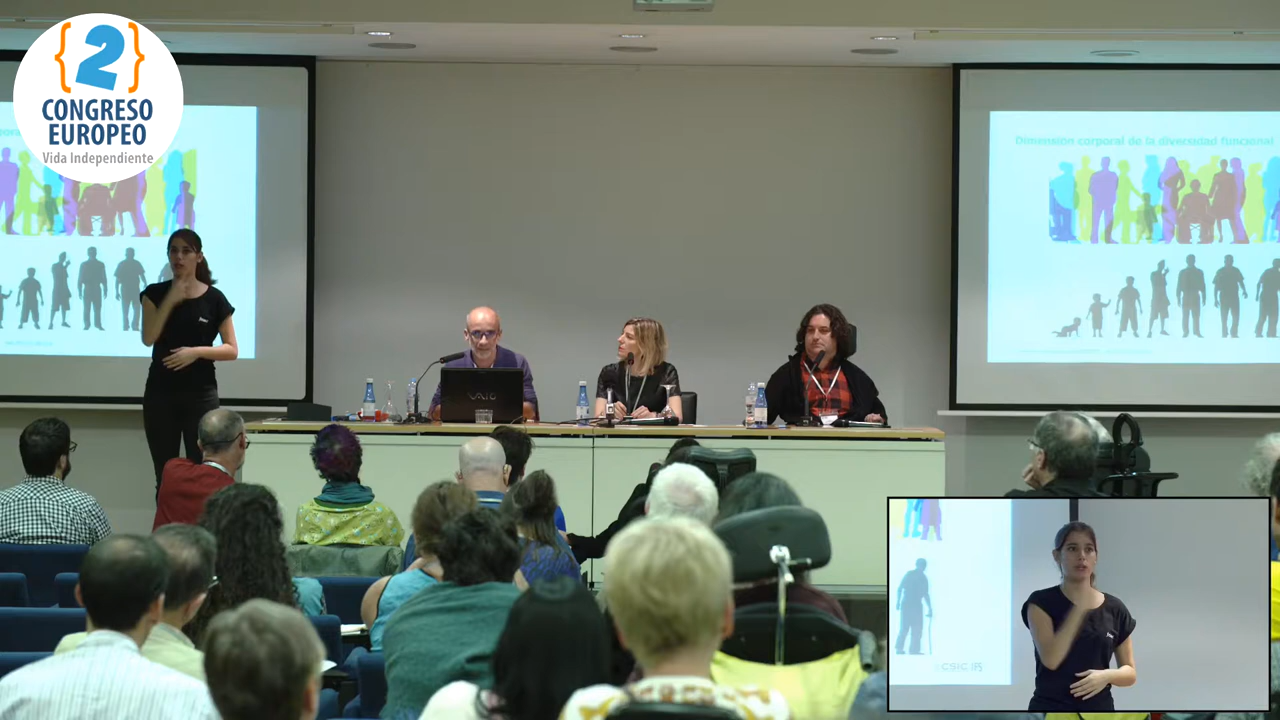 {2}
CONGRESO
EUROPEO
Vida Independiente
Dimensión corporal de la diversidad funcional
VAIO
CSIC IFS